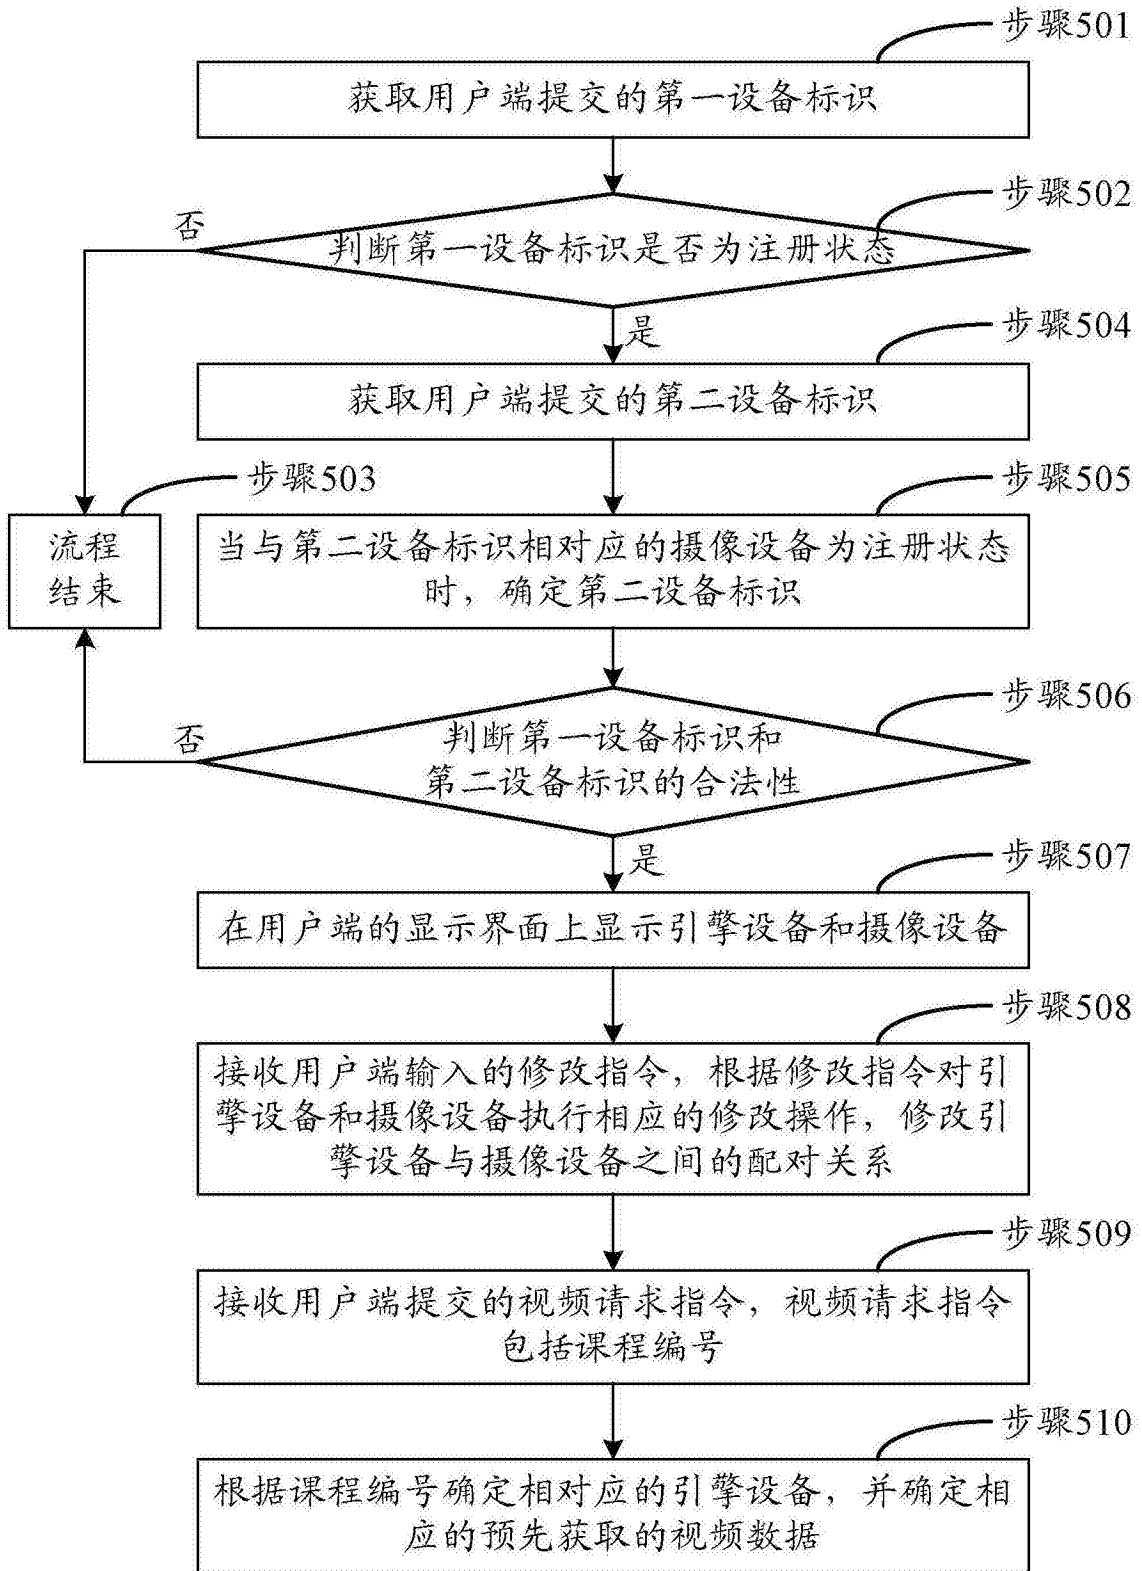 步骤501
获取用户端提交的第一设备标识
步骤502
否
判断第一设备标识是否为注册状态
是
步骤504
获取用户端提交的第二设备标识
步骤503
流程
结束
步骤505
当与第二设备标识相对应的摄像设备为注册状态
时，确定第二设备标识
步骤506
否
判断第一设备标识和
第二设备标识的合法性
是
步骤507
在用户端的显示界面上显示引擎设备和摄像设备
步骤508
接收用户端输入的修改指令，根据修改指令对引
擎设备和摄像设备执行相应的修改操作，修改引
擎设备与摄像设备之间的配对关系
步骤509
接收用户端提交的视频请求指令，视频请求指令
包括课程编号
步骤510
根据课程编号确定相对应的引擎设备，并确定相
应的预先获取的视频数据